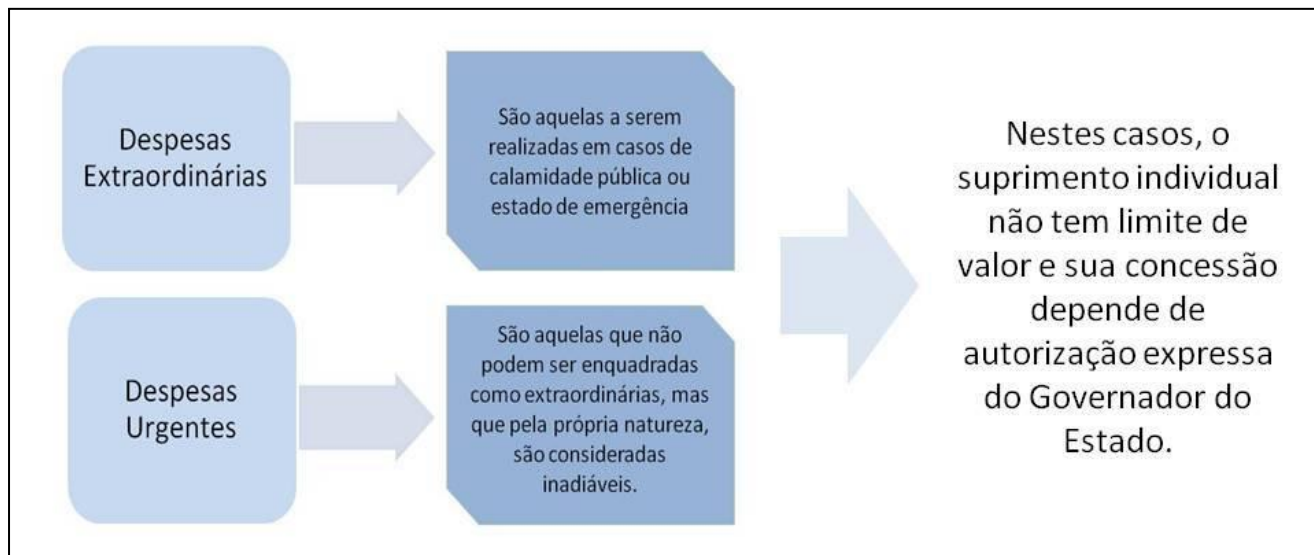 Despesas
Extraordinárias
São aquelas a serem
realizadas em casos de
calamidade pública ou
estado de emergência
Despesas
Urgentes
São aquelas que não
podem ser enquadradas
como extraordinárias, mas
que pela própria natureza,
são consideradas
inadiáveis.
Nestes casos, o
suprimento individual
não tem limite de
valor e sua concessão
depende de
autorização expressa
do Governador do
Estado.